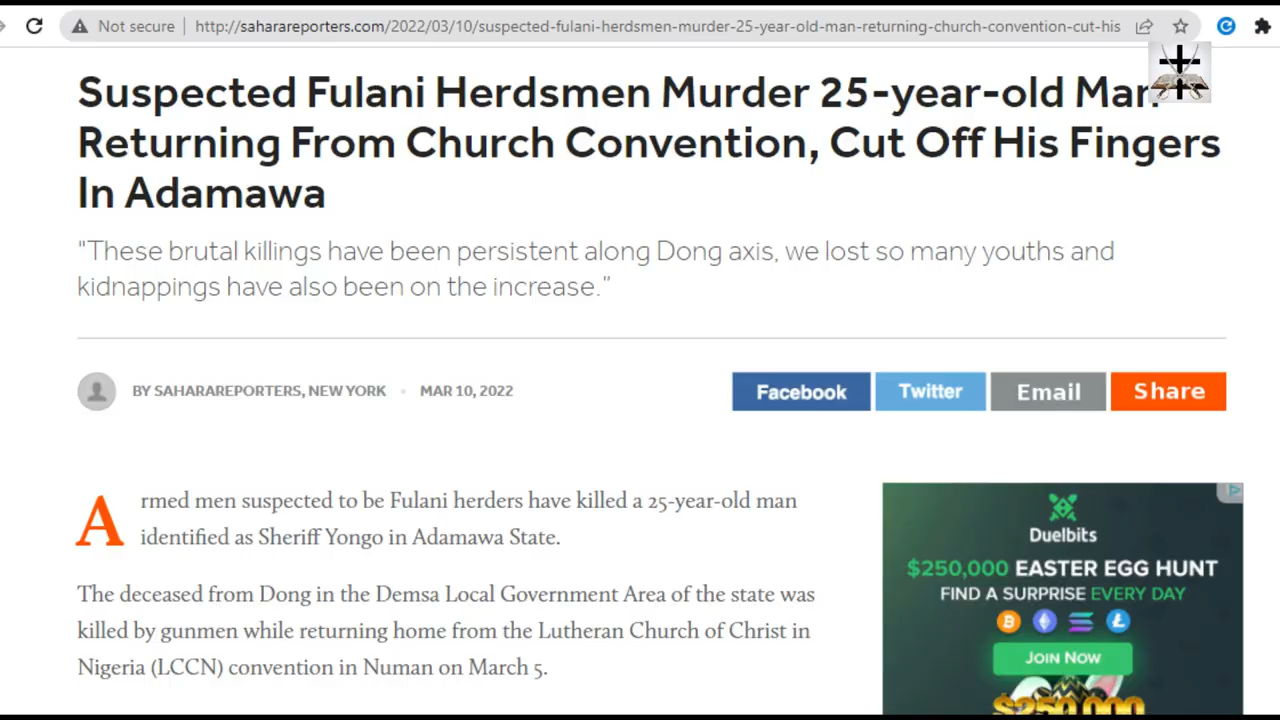 Not secure
http://saharareporters.com/2022/03/10/suspected-fulani-herdsmen-murder-25-year-old-man-returning-church-convention-cut-his
Suspected Fulani Herdsmen Murder 25-year-old Man
Returning From Church Convention, Cut Off His Fingers
In Adamawa
"These brutal killings have been persistent along Dong axis, we lost so many youths and
kidnappings have also been on the increase.”
BY SAHARAREPORTERS, NEW YORK
MAR 10, 2022
Facebook
Twitter
Email
Share
Armed men suspected to be Fulani herders have killed a 25-year-old man
identified as Sheriff Yongo in Adamawa State.
The deceased from Dong in the Demsa Local Government Area of the state was
killed by gunmen while returning home from the Lutheran Church of Christ in
Nigeria (LCCN) convention in Numan on March 5.
Duelbits
$250,000 EASTER EGG HUNT
FIND A SURPRISE EVERY DAY
JOIN NOW
$250,000